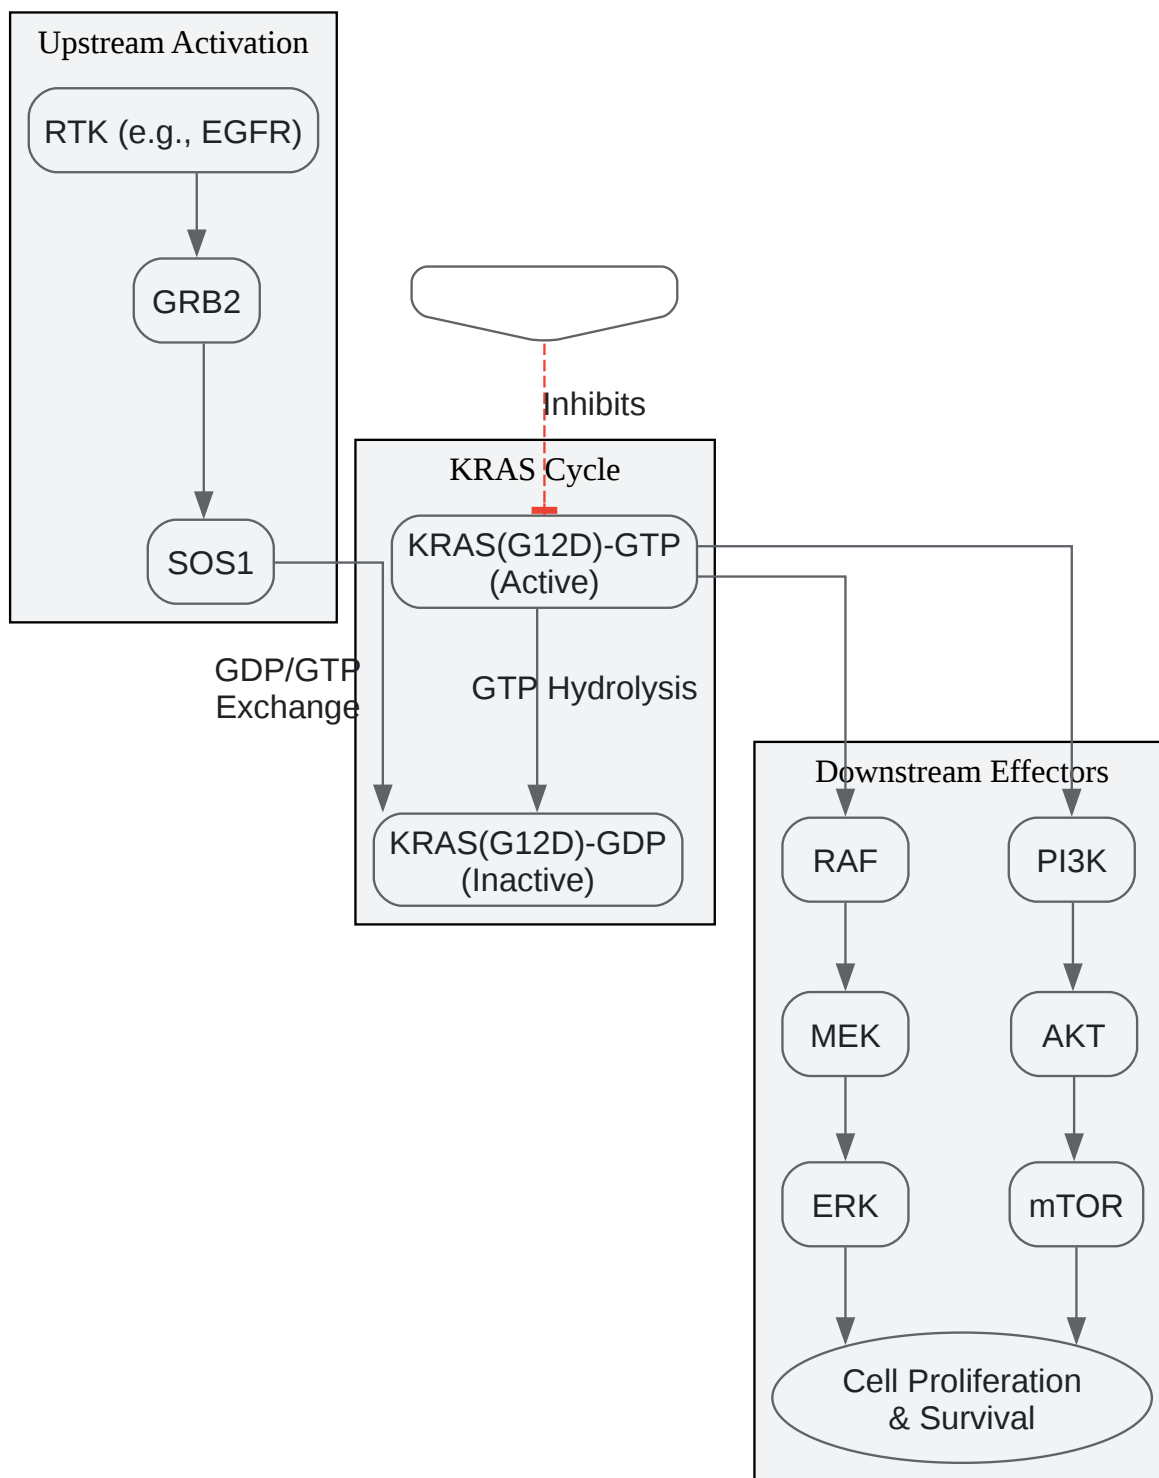 Upstream Activation
RTK (e.g., EGFR)
GRB2
SOS1
Inhibits
KRAS Cycle
KRAS(G12D)-GTP
(Active)
GDP/GTP
Exchange
GTP Hydrolysis
KRAS(G12D)-GDP
(Inactive)
Downstream Effectors
RAF
PI3K
MEK
AKT
ERK
mTOR
Cell Proliferation
& Survival